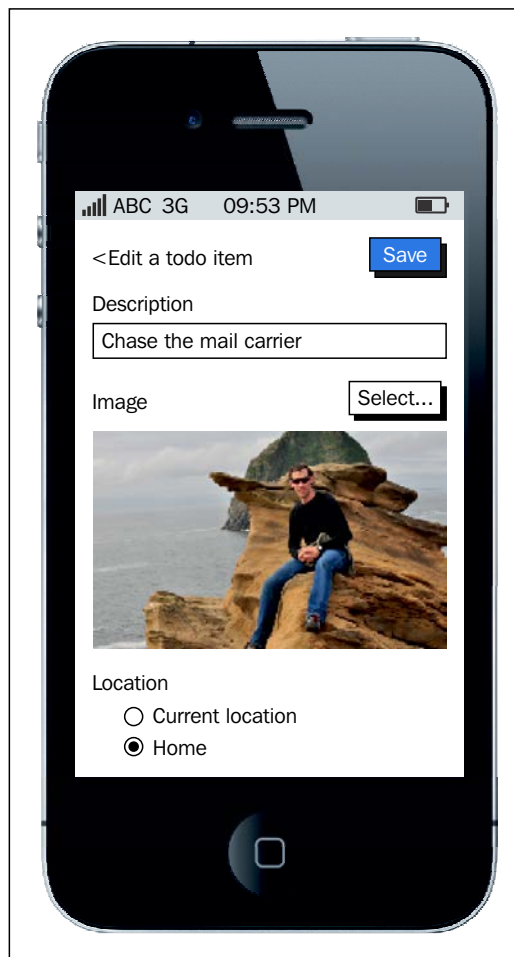 ABC 3G 09:53 PM
<Edit a todo item Save
Description
Chase the mail carrier
Image Select...
Location
Current location
Home